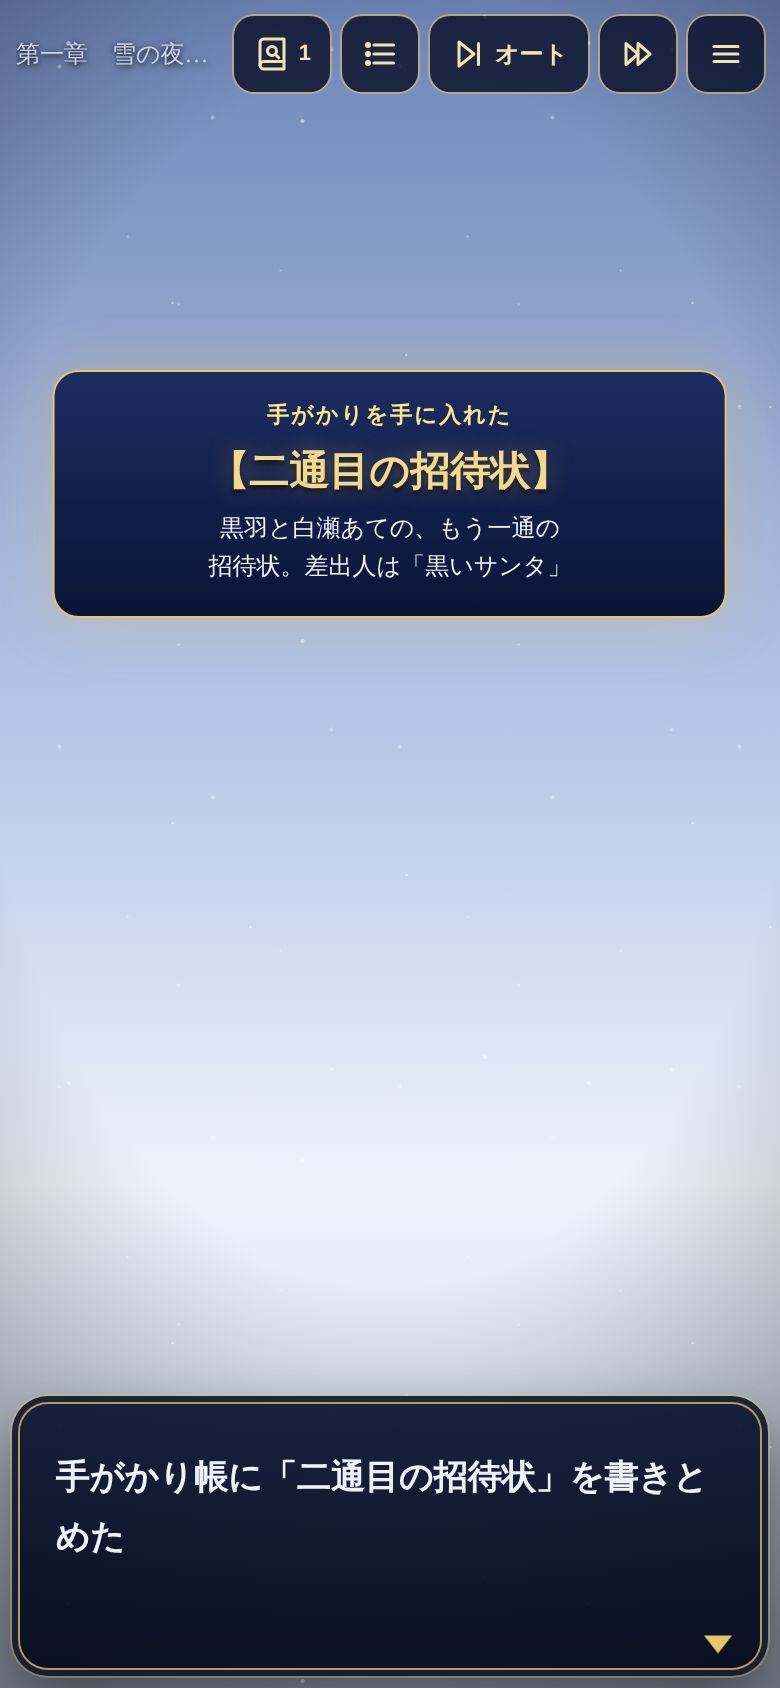 第一章　雪の夜…
1
オート
手がかりを手に入れた
【二通目の招待状】
黒羽と白瀬あての、もう一通の
招待状。差出人は「黒いサンタ」
手がかり帳に「二通目の招待状」を書きと
めた